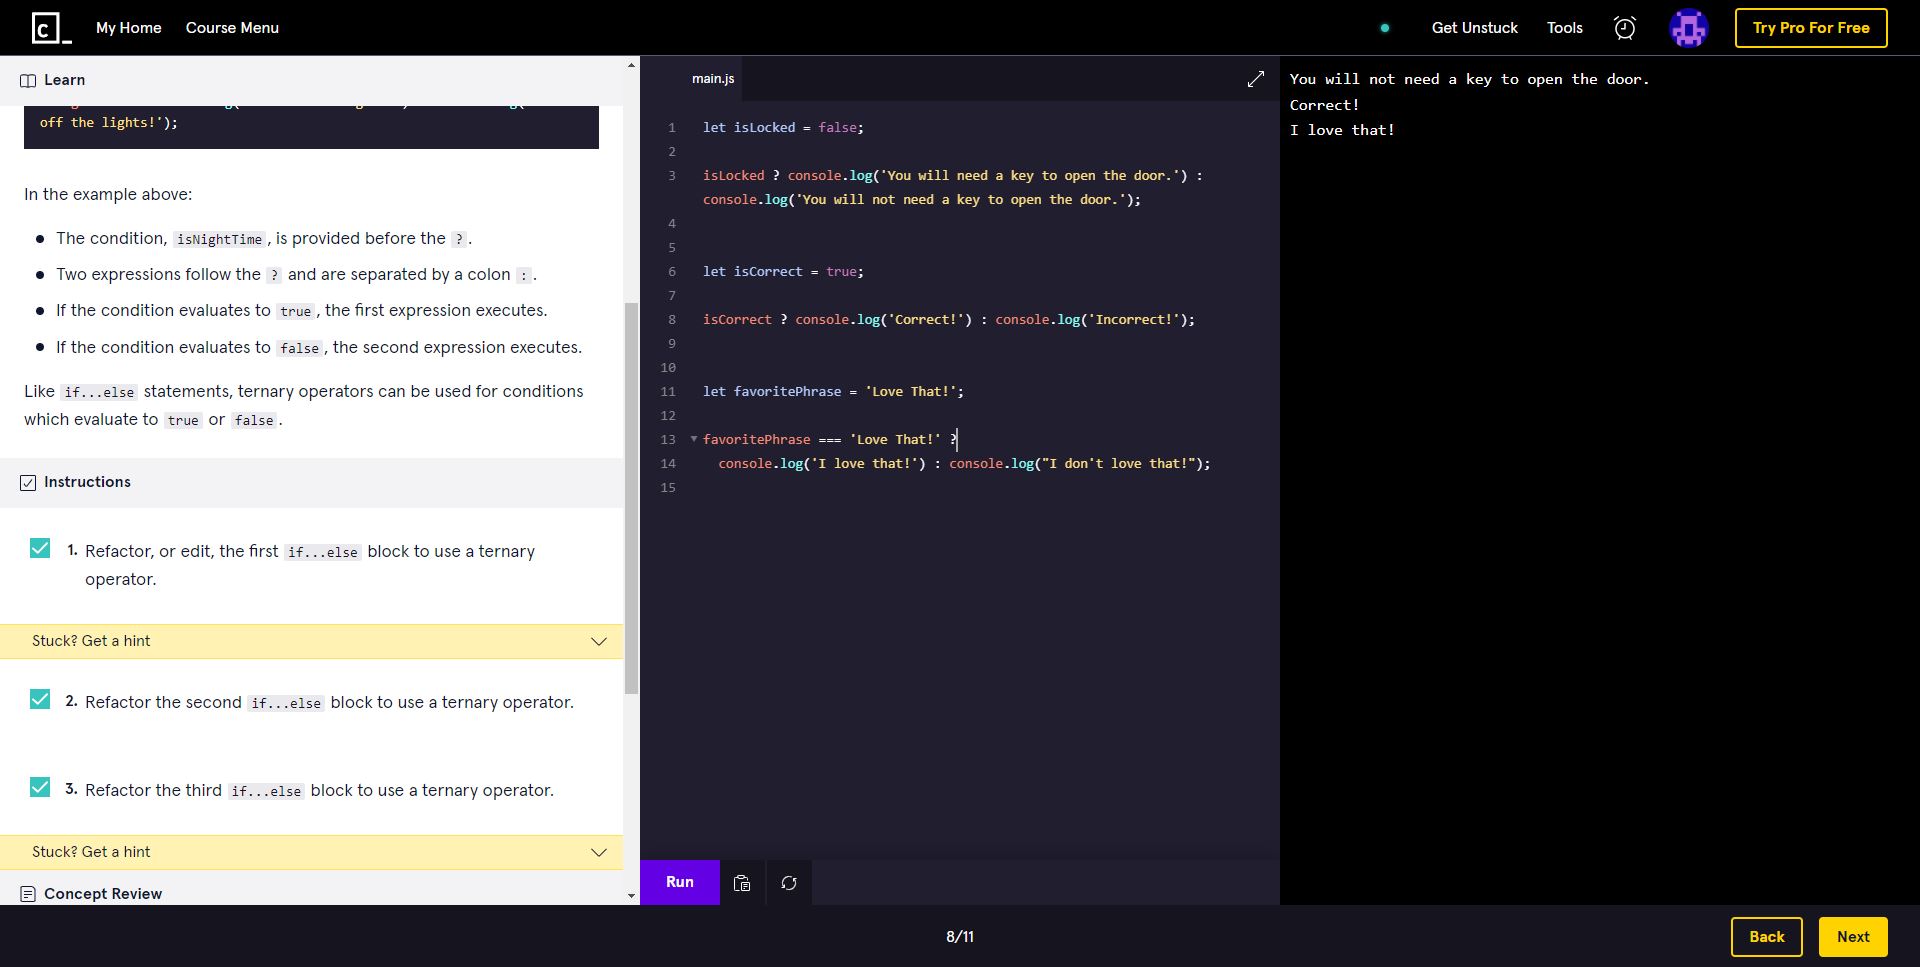 c_ My Home Course Menu Get Unstuck Tools Try Pro For Free
Learn
off the lights!');
In the example above:
The condition, isNightTime, is provided before the ?.
Two expressions follow the ? and are separated by a colon :.
If the condition evaluates to true, the first expression executes.
If the condition evaluates to false, the second expression executes.
Like if...else statements, ternary operators can be used for conditions
which evaluate to true or false.
Instructions
1. Refactor, or edit, the first if...else block to use a ternary
operator.
Stuck? Get a hint
2. Refactor the second if...else block to use a ternary operator.
3. Refactor the third if...else block to use a ternary operator.
Stuck? Get a hint
Concept Review
main.js
1 let isLocked = false;
2
3 isLocked ? console.log('You will need a key to open the door.') :
console.log('You will not need a key to open the door.');
4
5
6 let isCorrect = true;
7
8 isCorrect ? console.log('Correct!') : console.log('Incorrect!');
9
10
11 let favoritePhrase = 'Love That!';
12
13 favoritePhrase === 'Love That!' ?
14 console.log('I love that!') : console.log("I don't love that!");
15
Run
You will not need a key to open the door.
Correct!
I love that!
8/11
Back Next